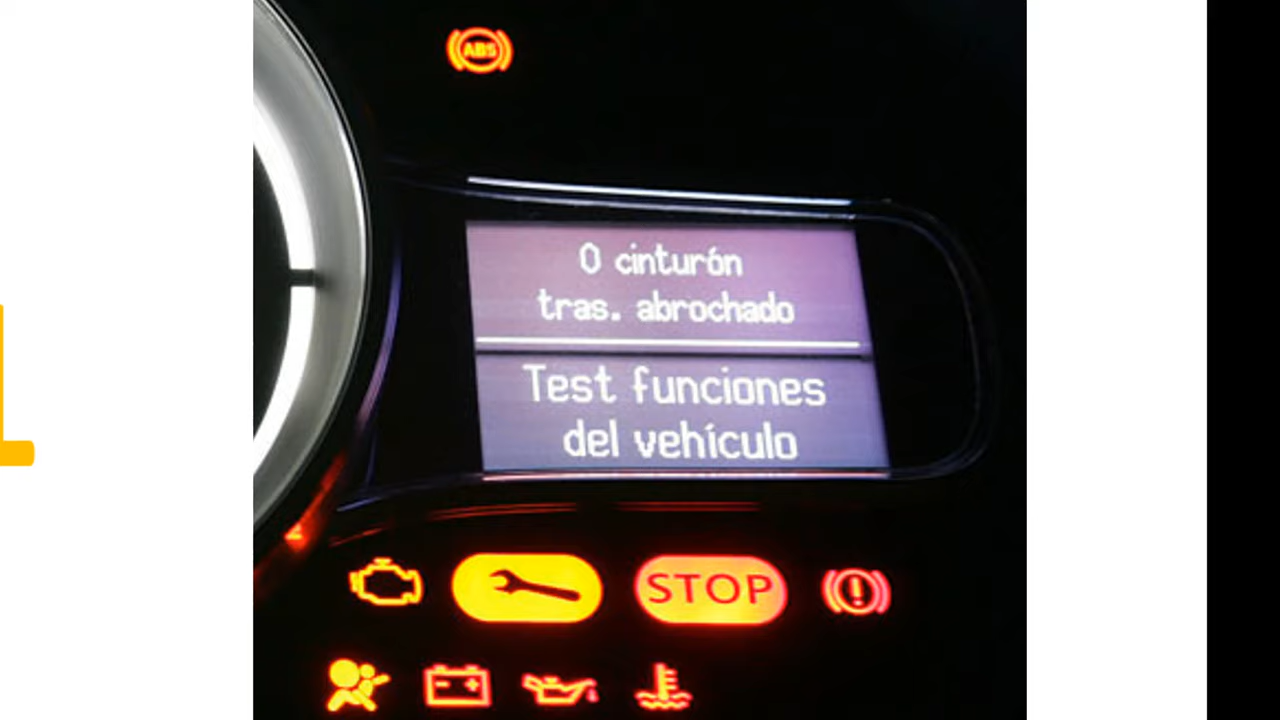 ABS
0 cinturón
tras. abrochado
Test funciones
del vehículo
STOP